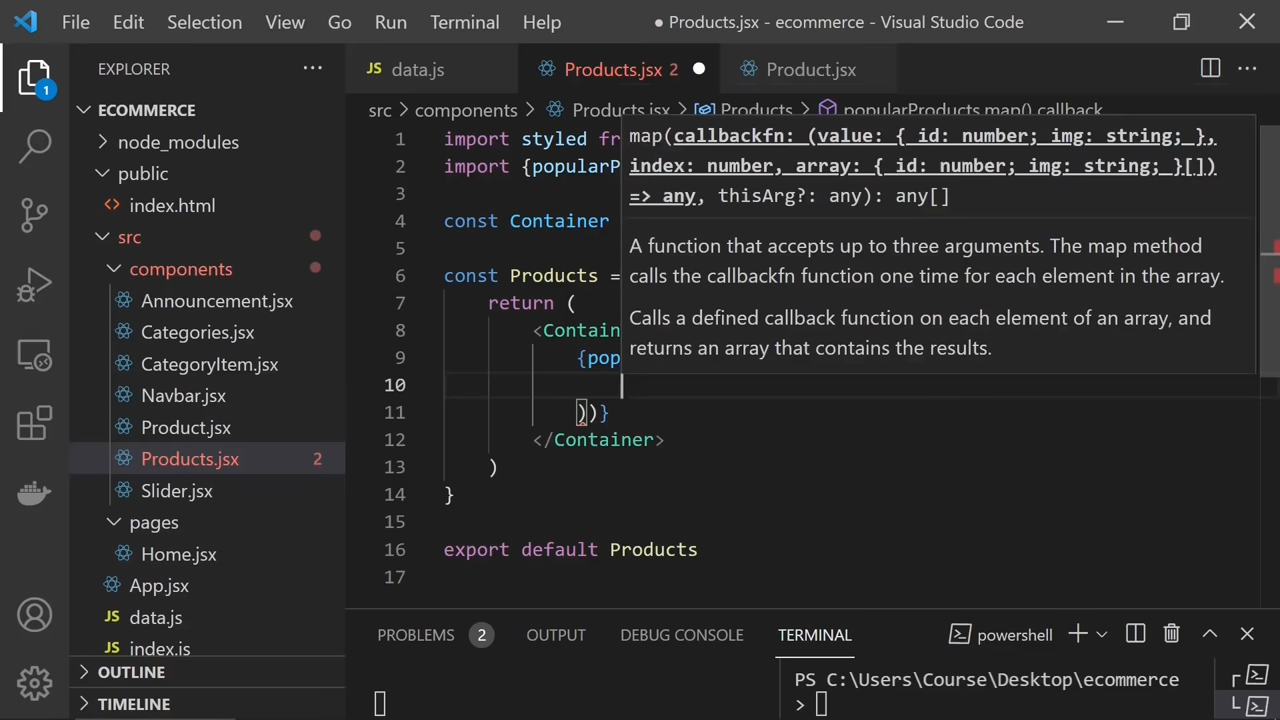 File Edit Selection View Go Run Terminal Help ● Products.jsx - ecommerce - Visual Studio Code
EXPLORER ···
JS data.js Products.jsx 2 Product.jsx ···
ECOMMERCE
src > components > Products.jsx > Products > popularProducts.map() callback
node_modules
public
index.html
src
components
Announcement.jsx
Categories.jsx
CategoryItem.jsx
Navbar.jsx
Product.jsx
Products.jsx 2
Slider.jsx
pages
Home.jsx
App.jsx
JS data.js
JS index.js
OUTLINE
TIMELINE
1
1 import styled fr
2 import {popularP
3
4 const Container
5
6 const Products =
7 return (
8 <Contain
9 {pop
10
11 ))}
12 </Container>
13 )
14 }
15
16 export default Products
17
map(callbackfn: (value: { id: number; img: string; },
index: number, array: { id: number; img: string; }[])
=> any, thisArg?: any): any[]
A function that accepts up to three arguments. The map method
calls the callbackfn function one time for each element in the array.
Calls a defined callback function on each element of an array, and
returns an array that contains the results.
PROBLEMS 2 OUTPUT DEBUG CONSOLE TERMINAL powershell
PS C:\Users\Course\Desktop\ecommerce
>